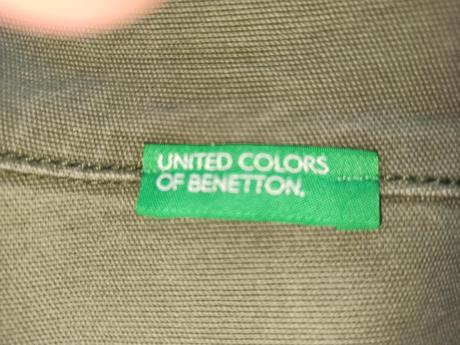 UNITED COLORS
OF BENETTON.